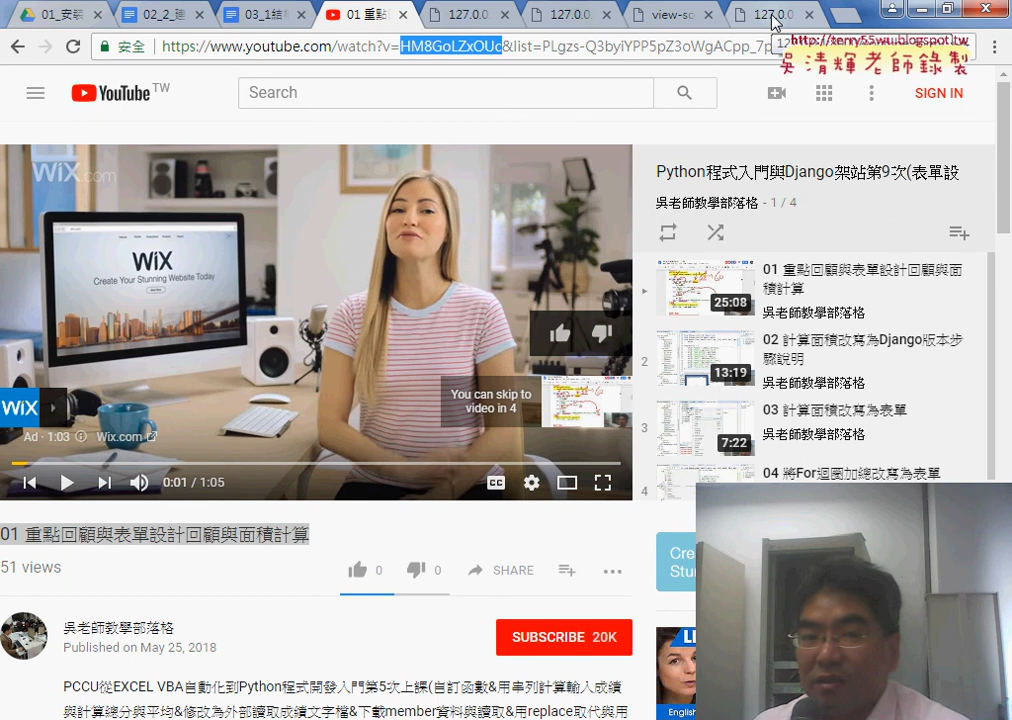 01_安裝
02_2_建
03_1結
01 重點
127.0.0
127.0.0
view-so
127.0.0
安全
https://www.youtube.com/watch?v=HM8GoLZxOUc&list=PLgzs-Q3byiYPP5pZ3oWgACpp_7p
http://terry55wu.blogspot.tw
吳清輝老師錄製
YouTube TW
Search
SIGN IN
WiX.com
WiX
Create Your Stunning Website Today
Python程式入門與Django架站第9次(表單設
吳老師教學部落格 - 1 / 4
01 重點回顧與表單設計回顧與面積計算
吳老師教學部落格
25:08
2
02 計算面積改寫為Django版本步驟說明
吳老師教學部落格
13:19
3
03 計算面積改寫為表單
吳老師教學部落格
7:22
4
04 將For迴圈加總改寫為表單
You can skip to
video in 4
WiX
Ad · 1:03
Wix.com
0:01 / 1:05
CC
01 重點回顧與表單設計回顧與面積計算
51 views
0
0
SHARE
吳老師教學部落格
Published on May 25, 2018
SUBSCRIBE 20K
PCCU從EXCEL VBA自動化到Python程式開發入門第5次上課(自訂函數&用串列計算輸入成績
與計算總分與平均&修改為外部讀取成績文字檔&下載member資料與讀取&用replace取代與用
Cre
Stu
LI
English